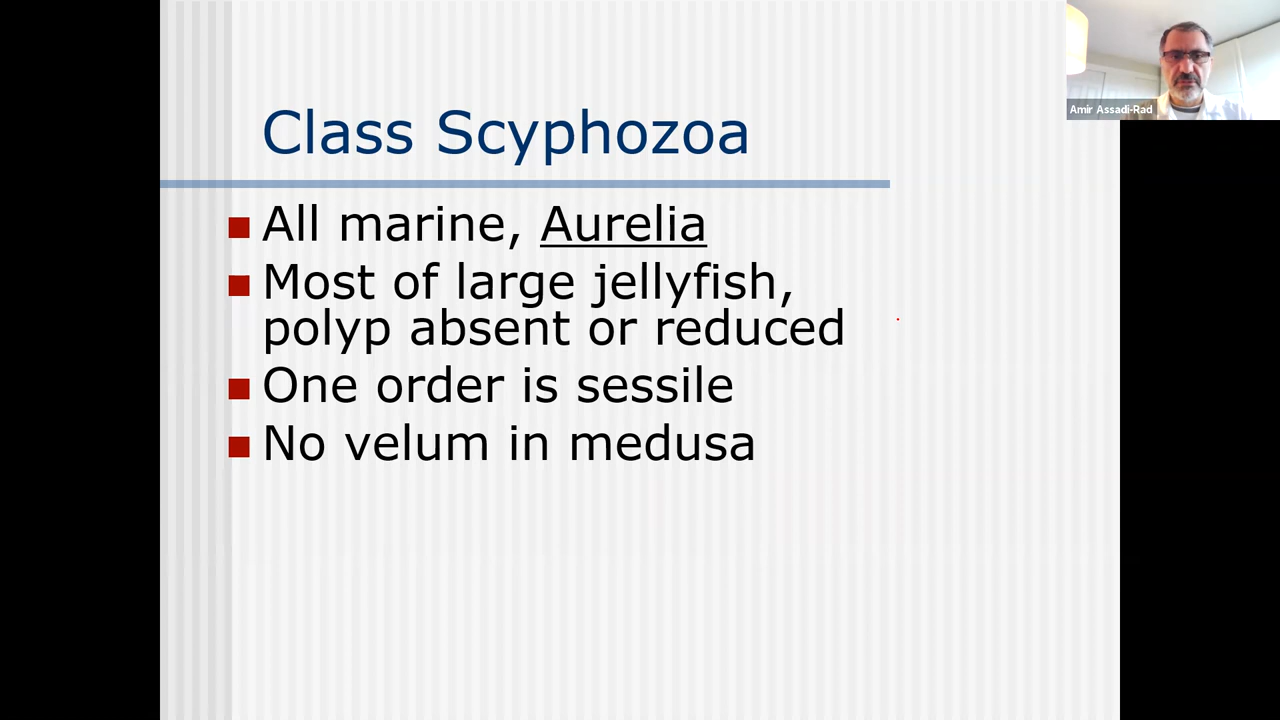 Class Scyphozoa
All marine, Aurelia
Most of large jellyfish,
polyp absent or reduced
One order is sessile
No velum in medusa
Amir Assadi-Rad